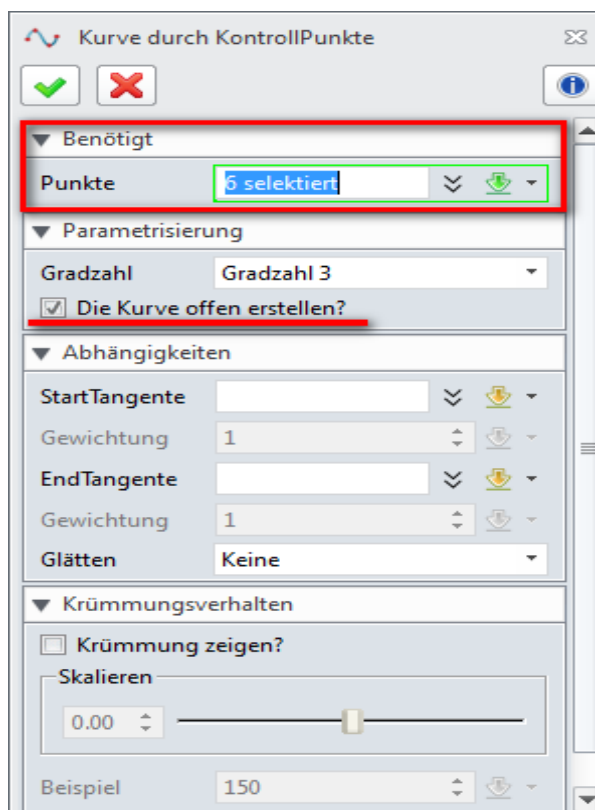 Kurve durch KontrollPunkte
Benötigt
Punkte 6 selektiert
Parametrisierung
Gradzahl Gradzahl 3
Die Kurve offen erstellen?
Abhängigkeiten
StartTangente
Gewichtung 1
EndTangente
Gewichtung 1
Glätten Keine
Krümmungsverhalten
Krümmung zeigen?
Skalieren
0.00
Beispiel 150